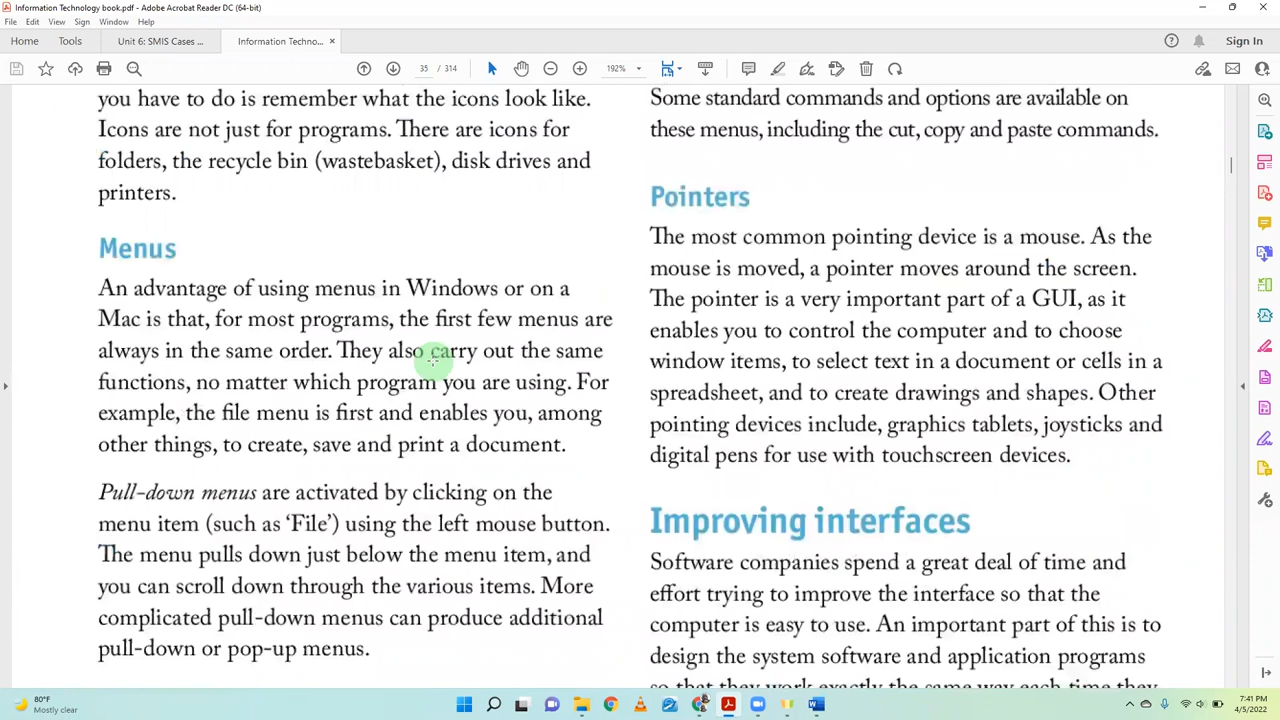 Information Technology book.pdf - Adobe Acrobat Reader DC (64-bit)
File Edit View Sign Window Help
Home Tools Unit 6: SMIS Cases ... Information Techno... × Sign In
35 / 314 192%
you have to do is remember what the icons look like.
Icons are not just for programs. There are icons for
folders, the recycle bin (wastebasket), disk drives and
printers.
Menus
An advantage of using menus in Windows or on a
Mac is that, for most programs, the first few menus are
always in the same order. They also carry out the same
functions, no matter which program you are using. For
example, the file menu is first and enables you, among
other things, to create, save and print a document.
Pull-down menus are activated by clicking on the
menu item (such as ‘File’) using the left mouse button.
The menu pulls down just below the menu item, and
you can scroll down through the various items. More
complicated pull-down menus can produce additional
pull-down or pop-up menus.
Some standard commands and options are available on
these menus, including the cut, copy and paste commands.
Pointers
The most common pointing device is a mouse. As the
mouse is moved, a pointer moves around the screen.
The pointer is a very important part of a GUI, as it
enables you to control the computer and to choose
window items, to select text in a document or cells in a
spreadsheet, and to create drawings and shapes. Other
pointing devices include, graphics tablets, joysticks and
digital pens for use with touchscreen devices.
Improving interfaces
Software companies spend a great deal of time and
effort trying to improve the interface so that the
computer is easy to use. An important part of this is to
design the system software and application programs
so that they work exactly the same way each time they
80°F
Mostly clear
7:41 PM
4/5/2022